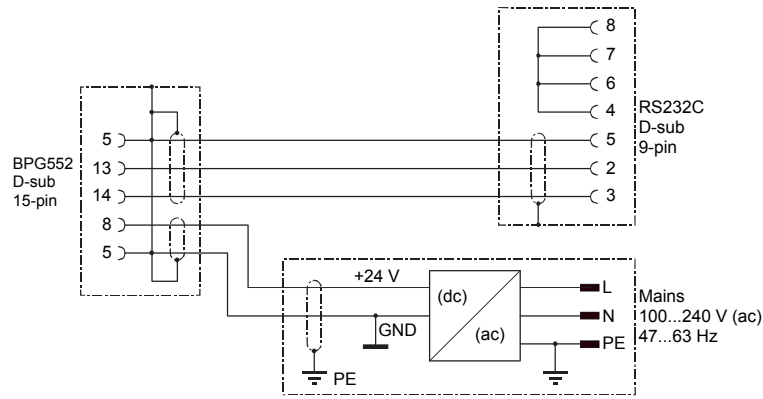 BPG552
D-sub
15-pin
5
13
14
8
5
8
7
6
4
5
2
3
RS232C
D-sub
9-pin
+24 V
GND
PE
(dc)
(ac)
L
N
PE
Mains
100...240 V (ac)
47...63 Hz